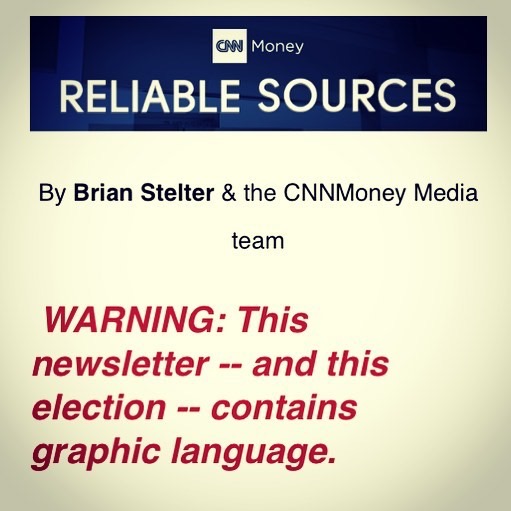 CNN Money
RELIABLE SOURCES
By Brian Stelter & the CNNMoney Media
team
WARNING: This
newsletter -- and this
election -- contains
graphic language.